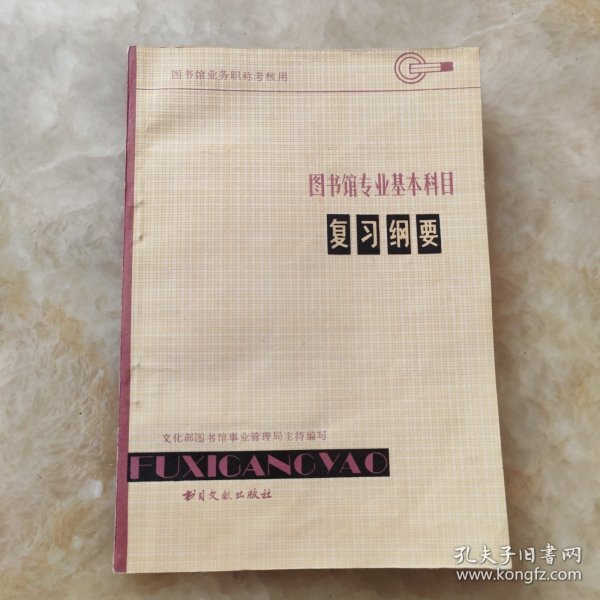 图书馆业务职称考核用
图书馆专业基本科目
复习纲要
文化部图书馆事业管理局主持编写
FUXIGANGYAO
书目文献出版社
孔夫子旧书网
www.kongfz.com